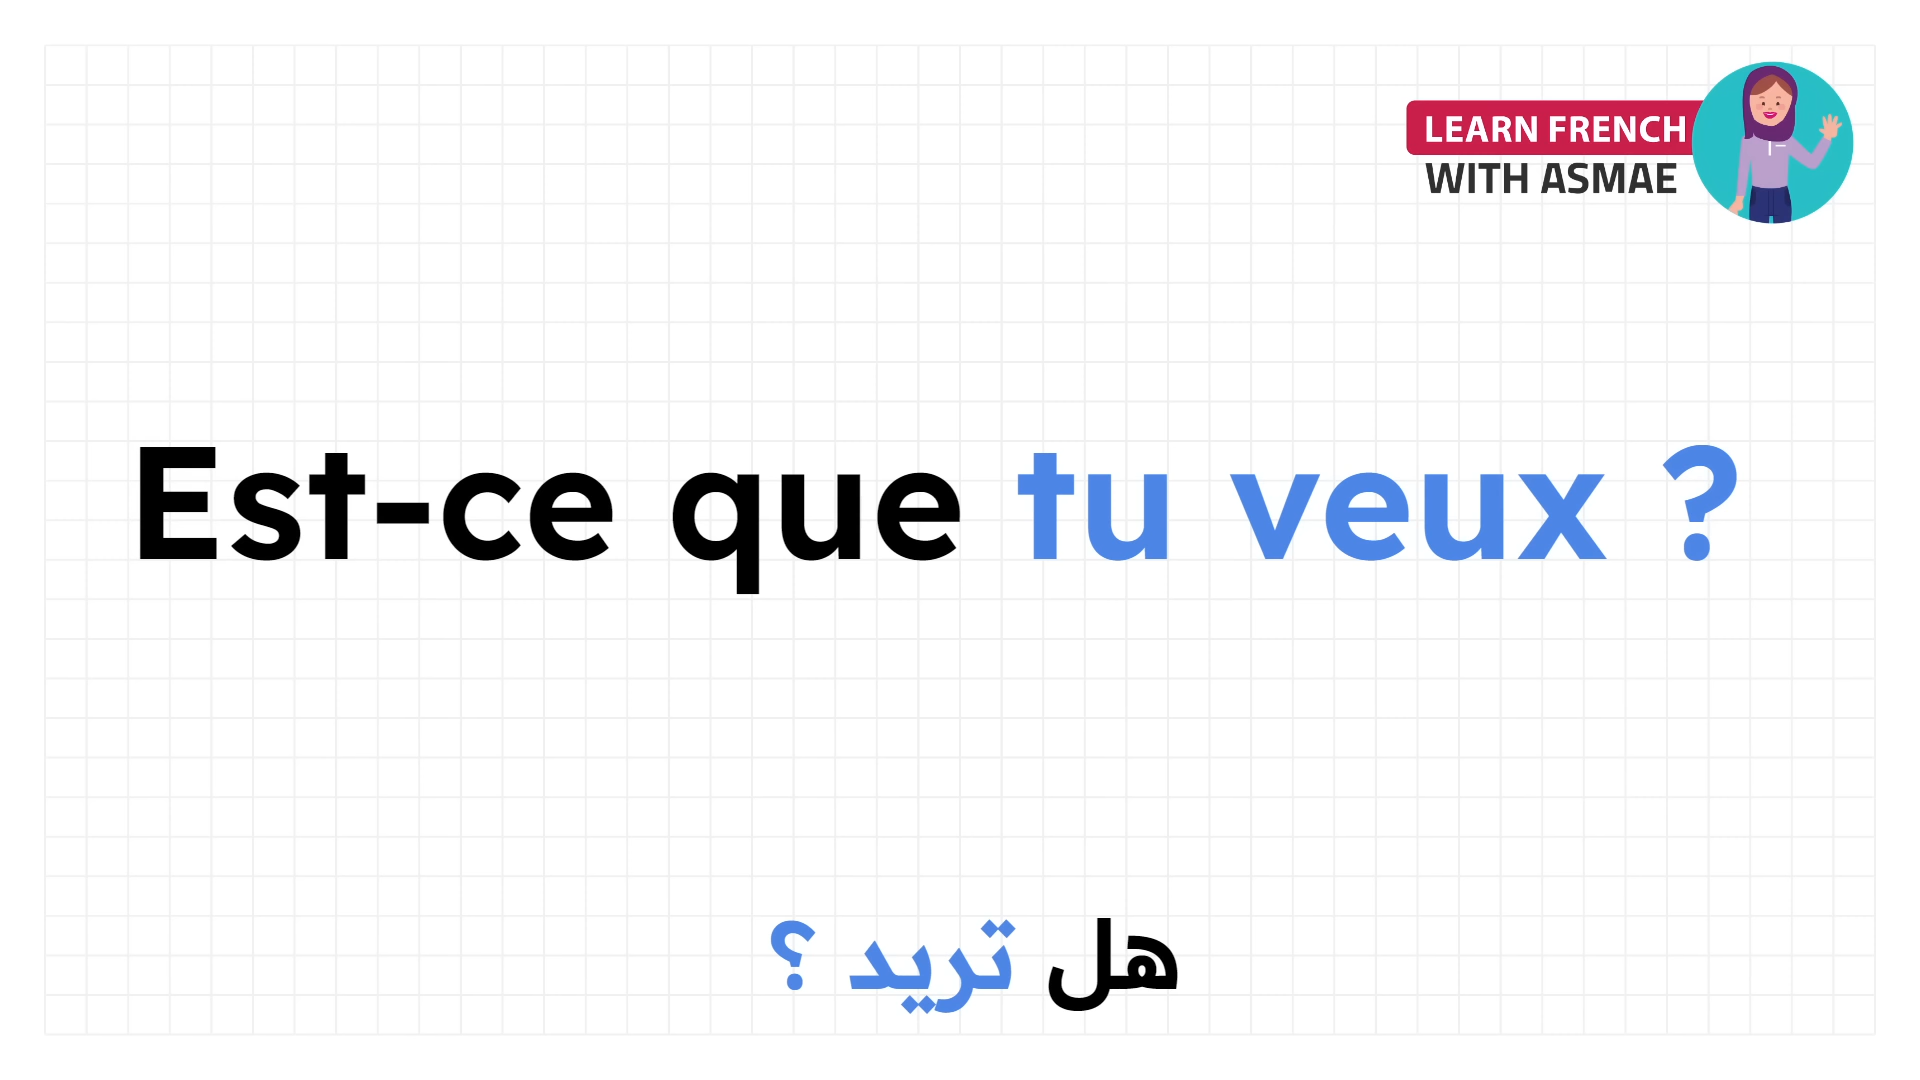 LEARN FRENCH
WITH ASMAE
Est-ce que tu veux ?
هل تريد ؟